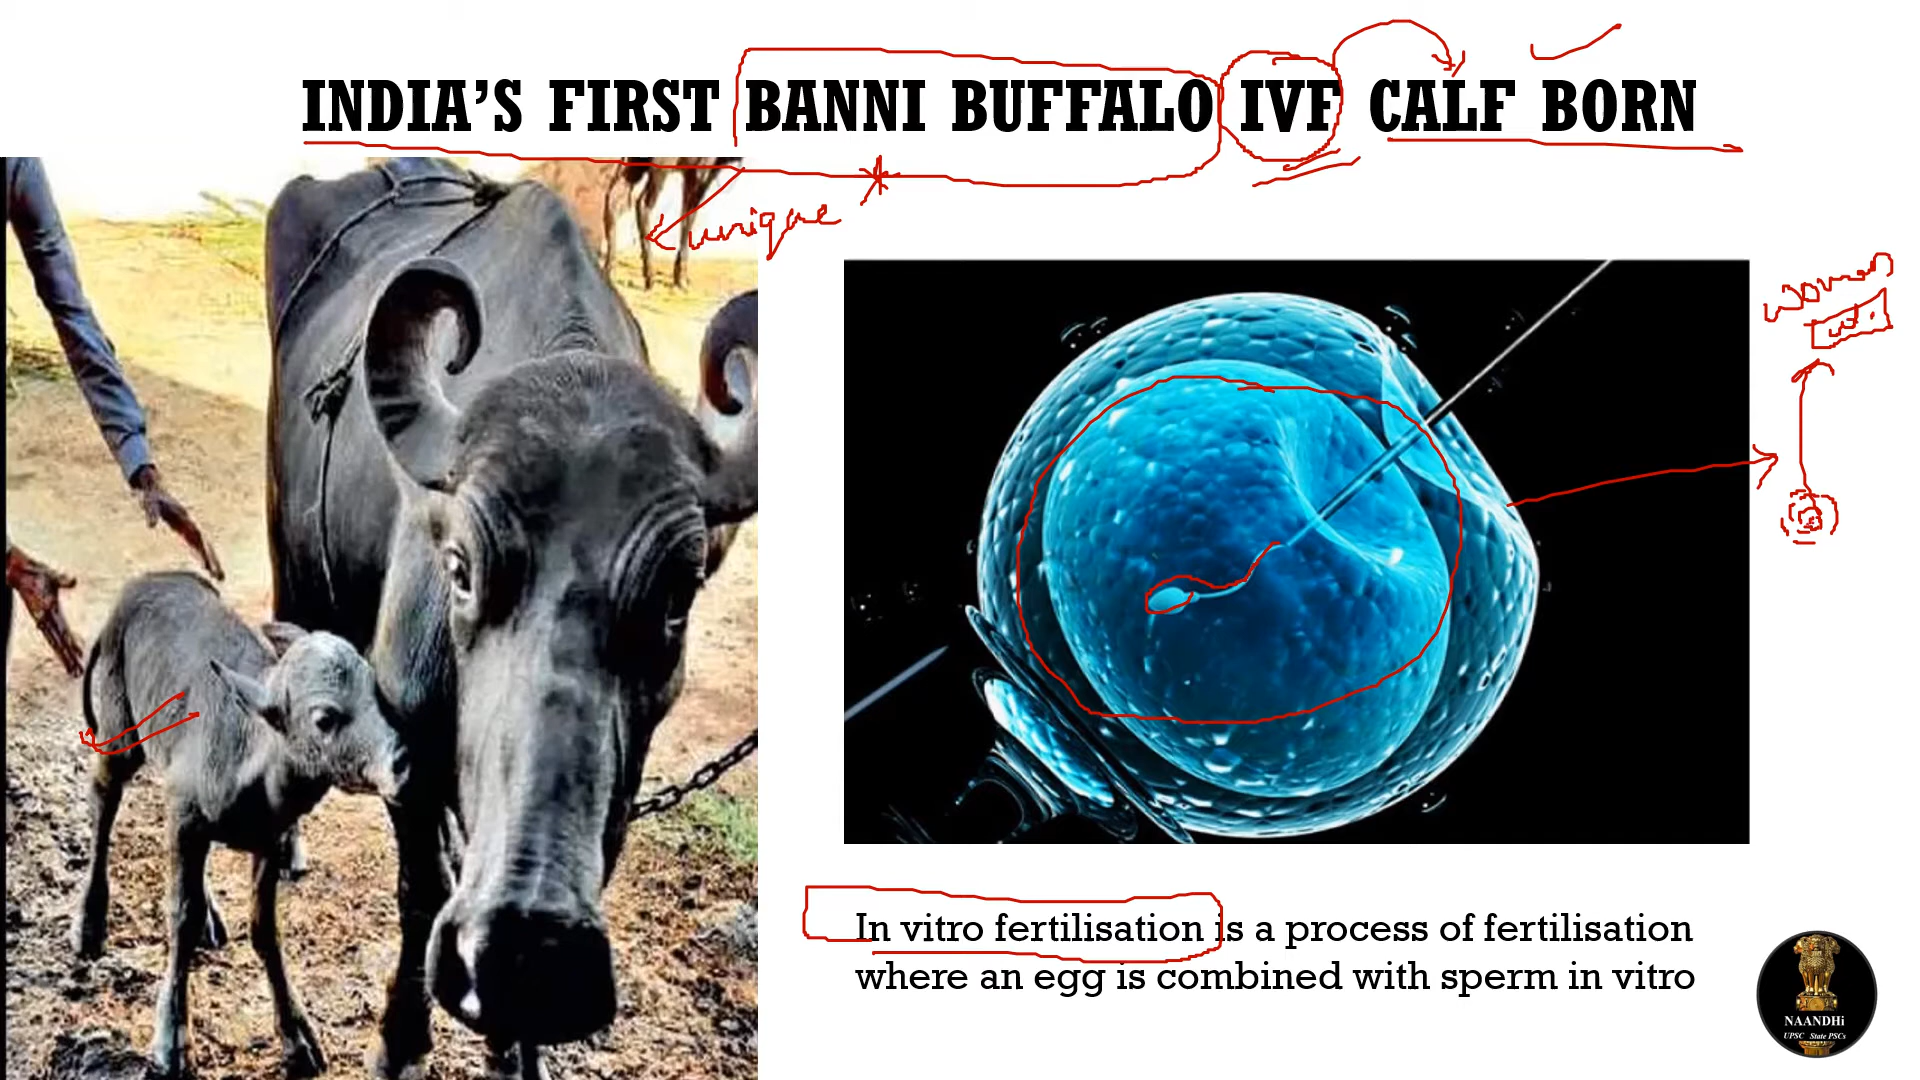 INDIA'S FIRST BANNI BUFFALO IVF CALF BORN
unique
In vitro fertilisation is a process of fertilisation
where an egg is combined with sperm in vitro
NAANDHi
UPSC State PSCs